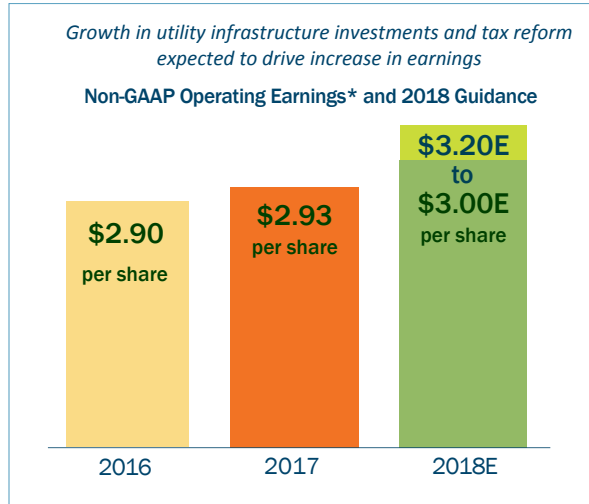 Growth in utility infrastructure investments and tax reform
expected to drive increase in earnings
Non-GAAP Operating Earnings* and 2018 Guidance
$2.90
per share
$2.93
per share
$3.20E
to
$3.00E
per share
2016
2017
2018E